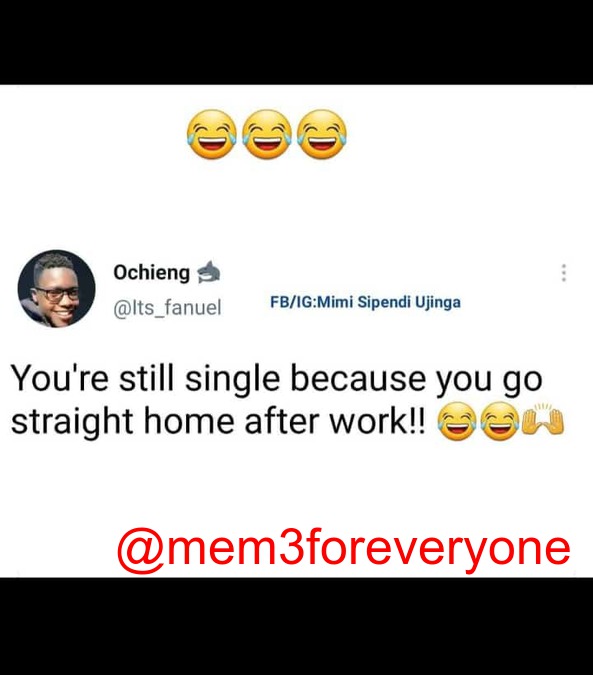 😂😂😂
Ochieng 🦈
@Its_fanuel
FB/IG:Mimi Sipendi Ujinga
You're still single because you go
straight home after work!! 😂😂🙌
@mem3foreveryone